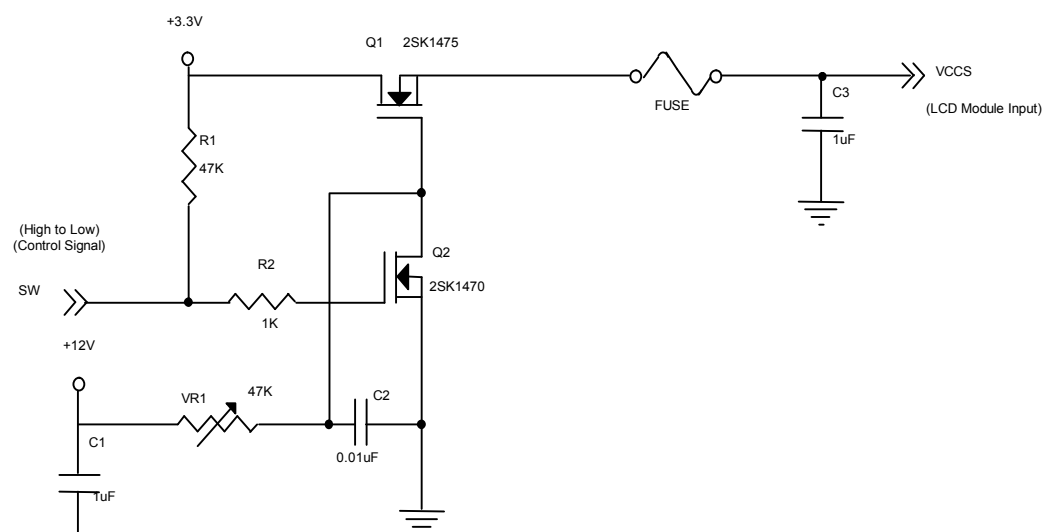 +3.3V
Q1 2SK1475
VCCS
FUSE
C3
(LCD Module Input)
R1
47K
1uF
(High to Low)
(Control Signal)
Q2
R2
SW
2SK1470
1K
+12V
VR1
47K
C2
C1
0.01uF
1uF